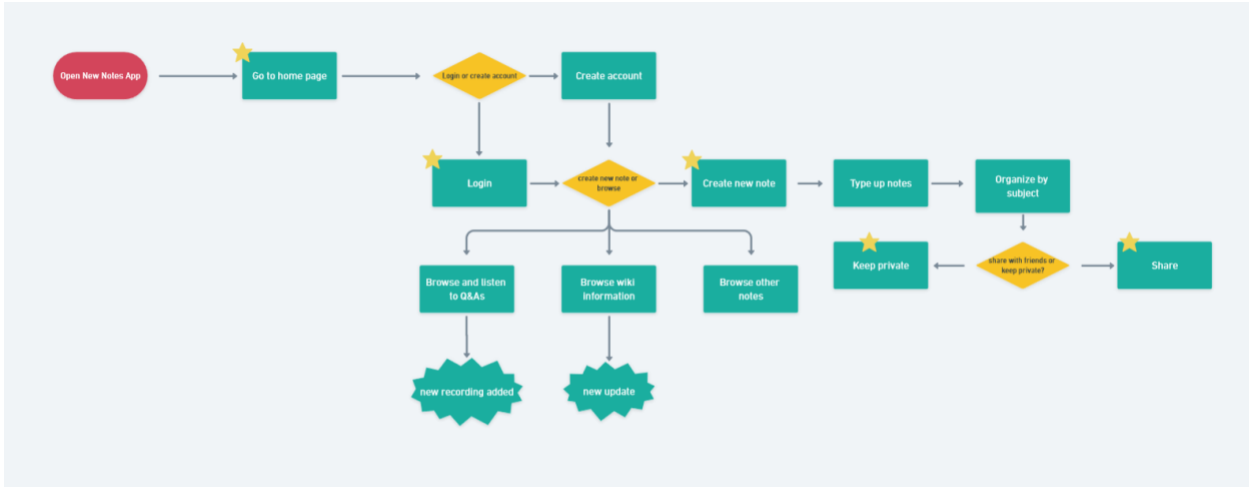 Open New Notes App
Go to home page
Login or create account
Create account
Login
create new note or
browse
Create new note
Type up notes
Organize by
subject
Keep private
share with friends or
keep private?
Share
Browse and listen
to Q&As
Browse wiki
information
Browse other
notes
new recording added
new update